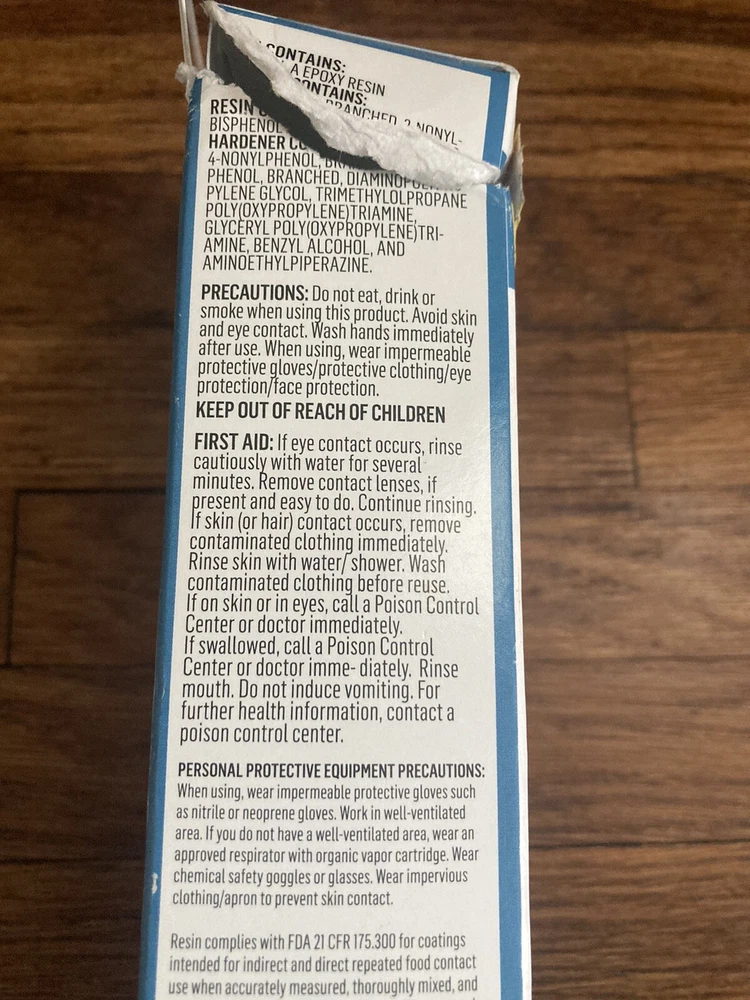 CONTAINS:
A EPOXY RESIN
CONTAINS:
BRANCHED, 2-NONYL-
RESIN
BISPHENOL
HARDENER
4-NONYLPHENOL,
PHENOL, BRANCHED,
PYLENE GLYCOL, TRIMETHYLOLPROPANE
POLY(OXYPROPYLENE)TRIAMINE,
GLYCERYL POLY(OXYPROPYLENE)TRI-
AMINE, BENZYL ALCOHOL, AND
AMINOETHYLPIPERAZINE.
PRECAUTIONS: Do not eat, drink or
smoke when using this product. Avoid skin
and eye contact. Wash hands immediately
after use. When using, wear impermeable
protective gloves/protective clothing/eye
protection/face protection.
KEEP OUT OF REACH OF CHILDREN
FIRST AID: If eye contact occurs, rinse
cautiously with water for several
minutes. Remove contact lenses, if
present and easy to do. Continue rinsing.
If skin (or hair) contact occurs, remove
contaminated clothing immediately.
Rinse skin with water/ shower. Wash
contaminated clothing before reuse.
If on skin or in eyes, call a Poison Control
Center or doctor immediately.
If swallowed, call a Poison Control
Center or doctor imme- diately. Rinse
mouth. Do not induce vomiting. For
further health information, contact a
poison control center.
PERSONAL PROTECTIVE EQUIPMENT PRECAUTIONS:
When using, wear impermeable protective gloves such
as nitrile or neoprene gloves. Work in well-ventilated
area. If you do not have a well-ventilated area, wear an
approved respirator with organic vapor cartridge. Wear
chemical safety goggles or glasses. Wear impervious
clothing/apron to prevent skin contact.
Resin complies with FDA 21 CFR 175.300 for coatings
intended for indirect and direct repeated food contact
use when accurately measured, thoroughly mixed, and